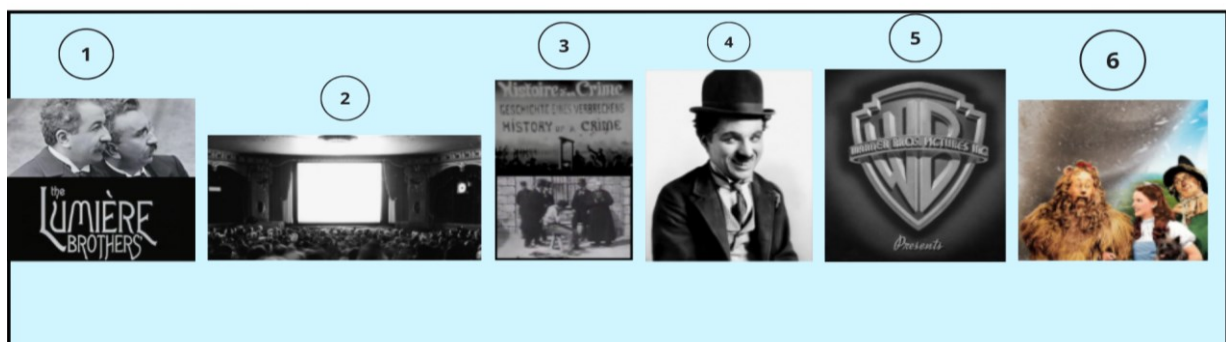 1
2
3
4
5
6
the
LUMIÈRE
BROTHERS
Histoire d'un Crime
GESCHICHTE EINES VERBRECHENS
HISTORY OF A CRIME
WARNER BROS. PICTURES INC.
WB
Presents